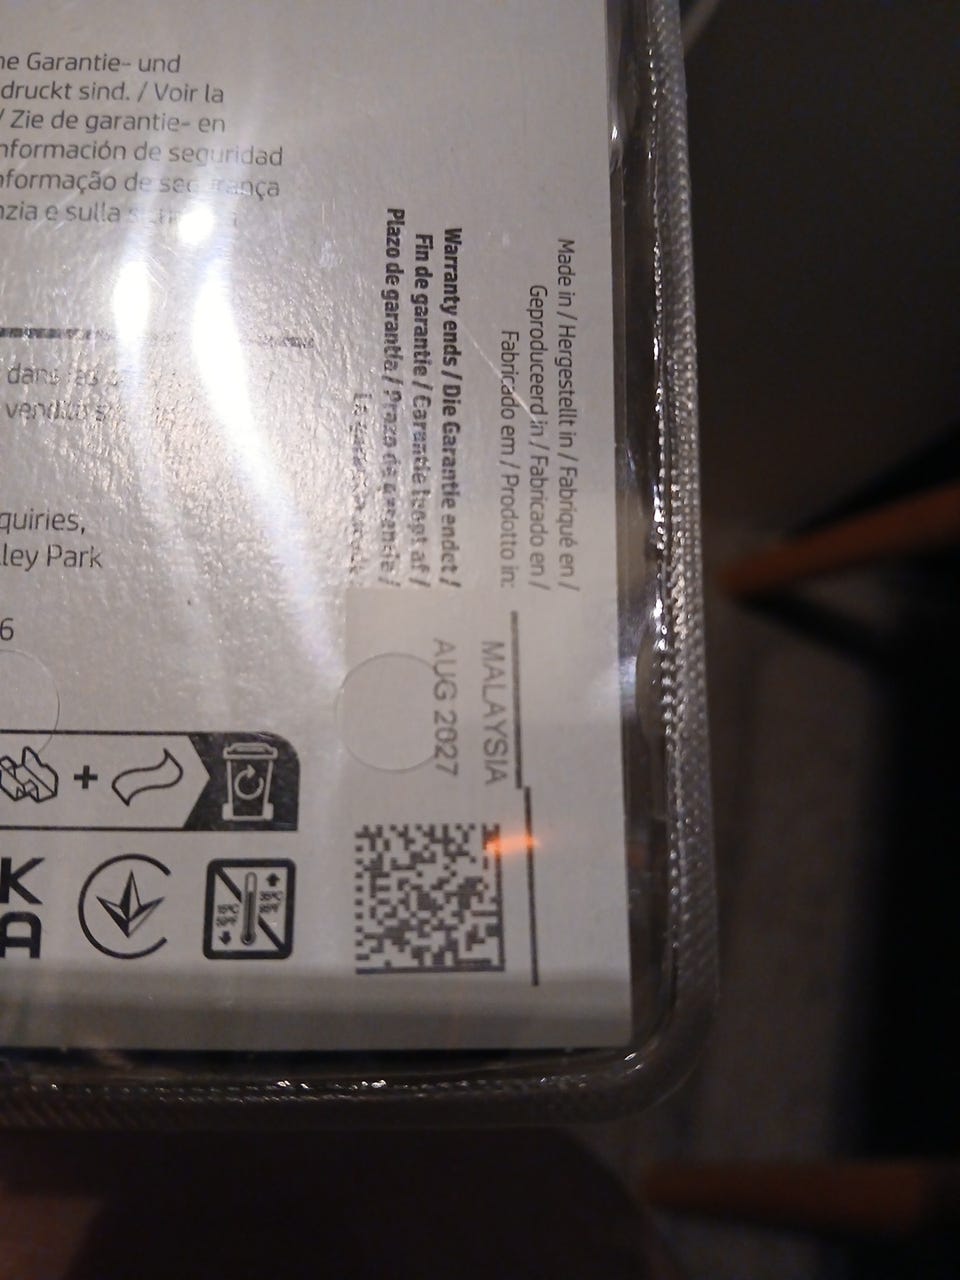 ne Garantie- und
druckt sind. / Voir la
/ Zie de garantie- en
nformación de seguridad
nformação de segurança
nzia e sulla
dans les
quiries,
ley Park
6
Made in / Hergestellt in / Fabriqué en /
Geproduceerd in / Fabricado en /
Fabricado em / Prodotto in:
MALAYSIA
Warranty ends / Die Garantie endet /
Fin de garantie / Garantie loopt af /
Plazo de garantía / Prazo de garantia /
AUG 2027
K
A